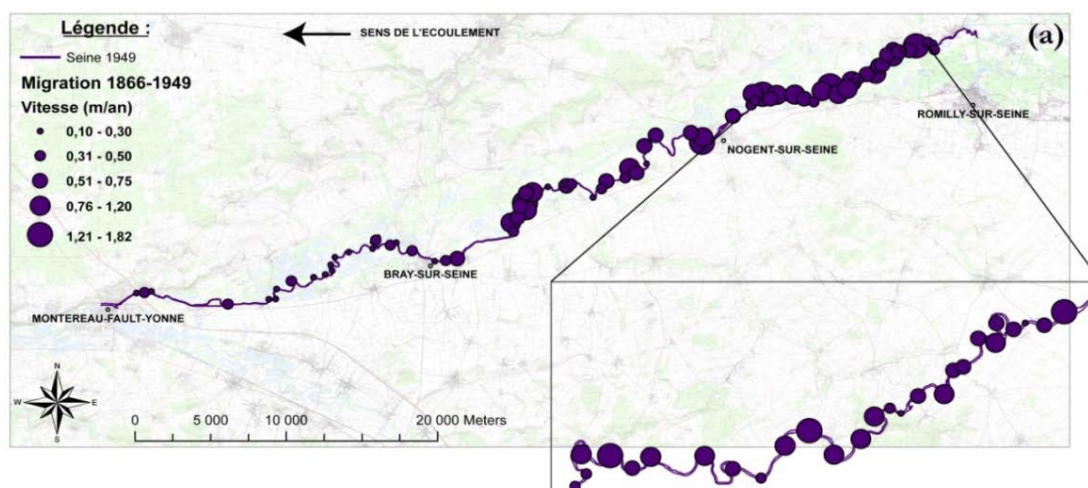 Légende :
Seine 1949
Migration 1866-1949
Vitesse (m/an)
0,10 - 0,30
0,31 - 0,50
0,51 - 0,75
0,76 - 1,20
1,21 - 1,82
SENS DE L'ECOULEMENT
(a)
ROMILLY-SUR-SEINE
NOGENT-SUR-SEINE
BRAY-SUR-SEINE
MONTEREAU-FAULT-YONNE
N
W E
S
0 5 000 10 000 20 000 Meters